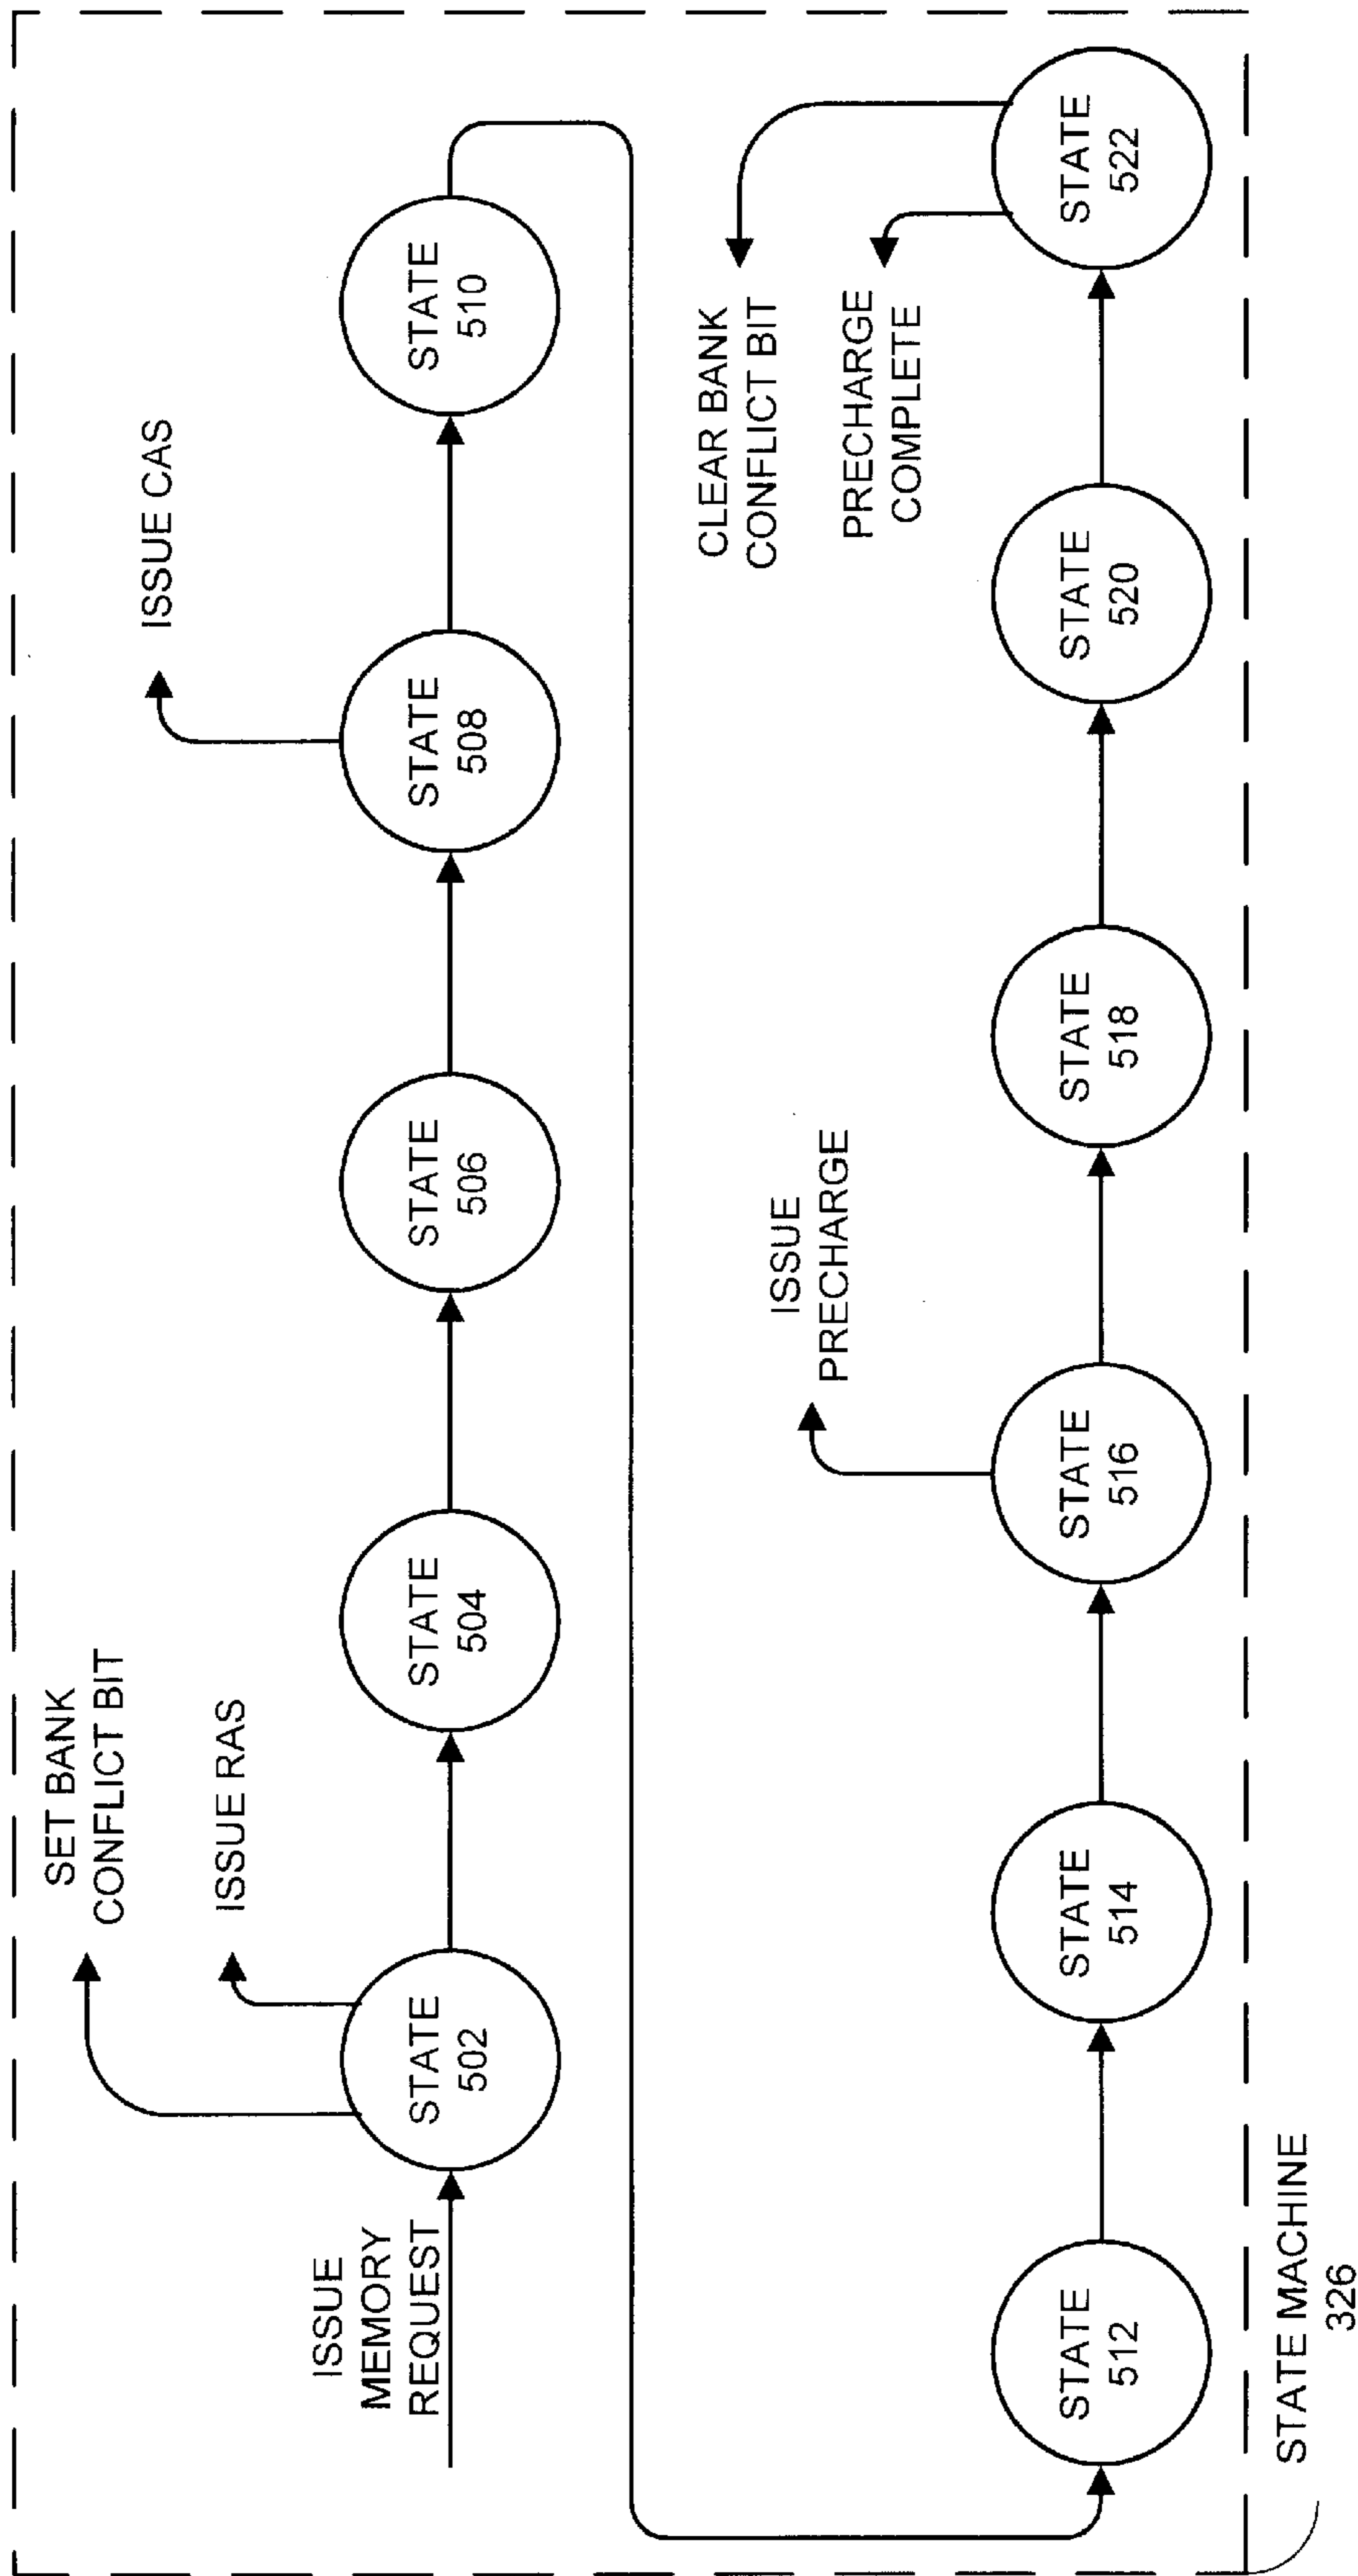 SET BANK
CONFLICT BIT
ISSUE RAS
ISSUE CAS
ISSUE
MEMORY
REQUEST
STATE
502
STATE
504
STATE
506
STATE
508
STATE
510
ISSUE
PRECHARGE
CLEAR BANK
CONFLICT BIT
PRECHARGE
COMPLETE
STATE
512
STATE
514
STATE
516
STATE
518
STATE
520
STATE
522
STATE MACHINE
326